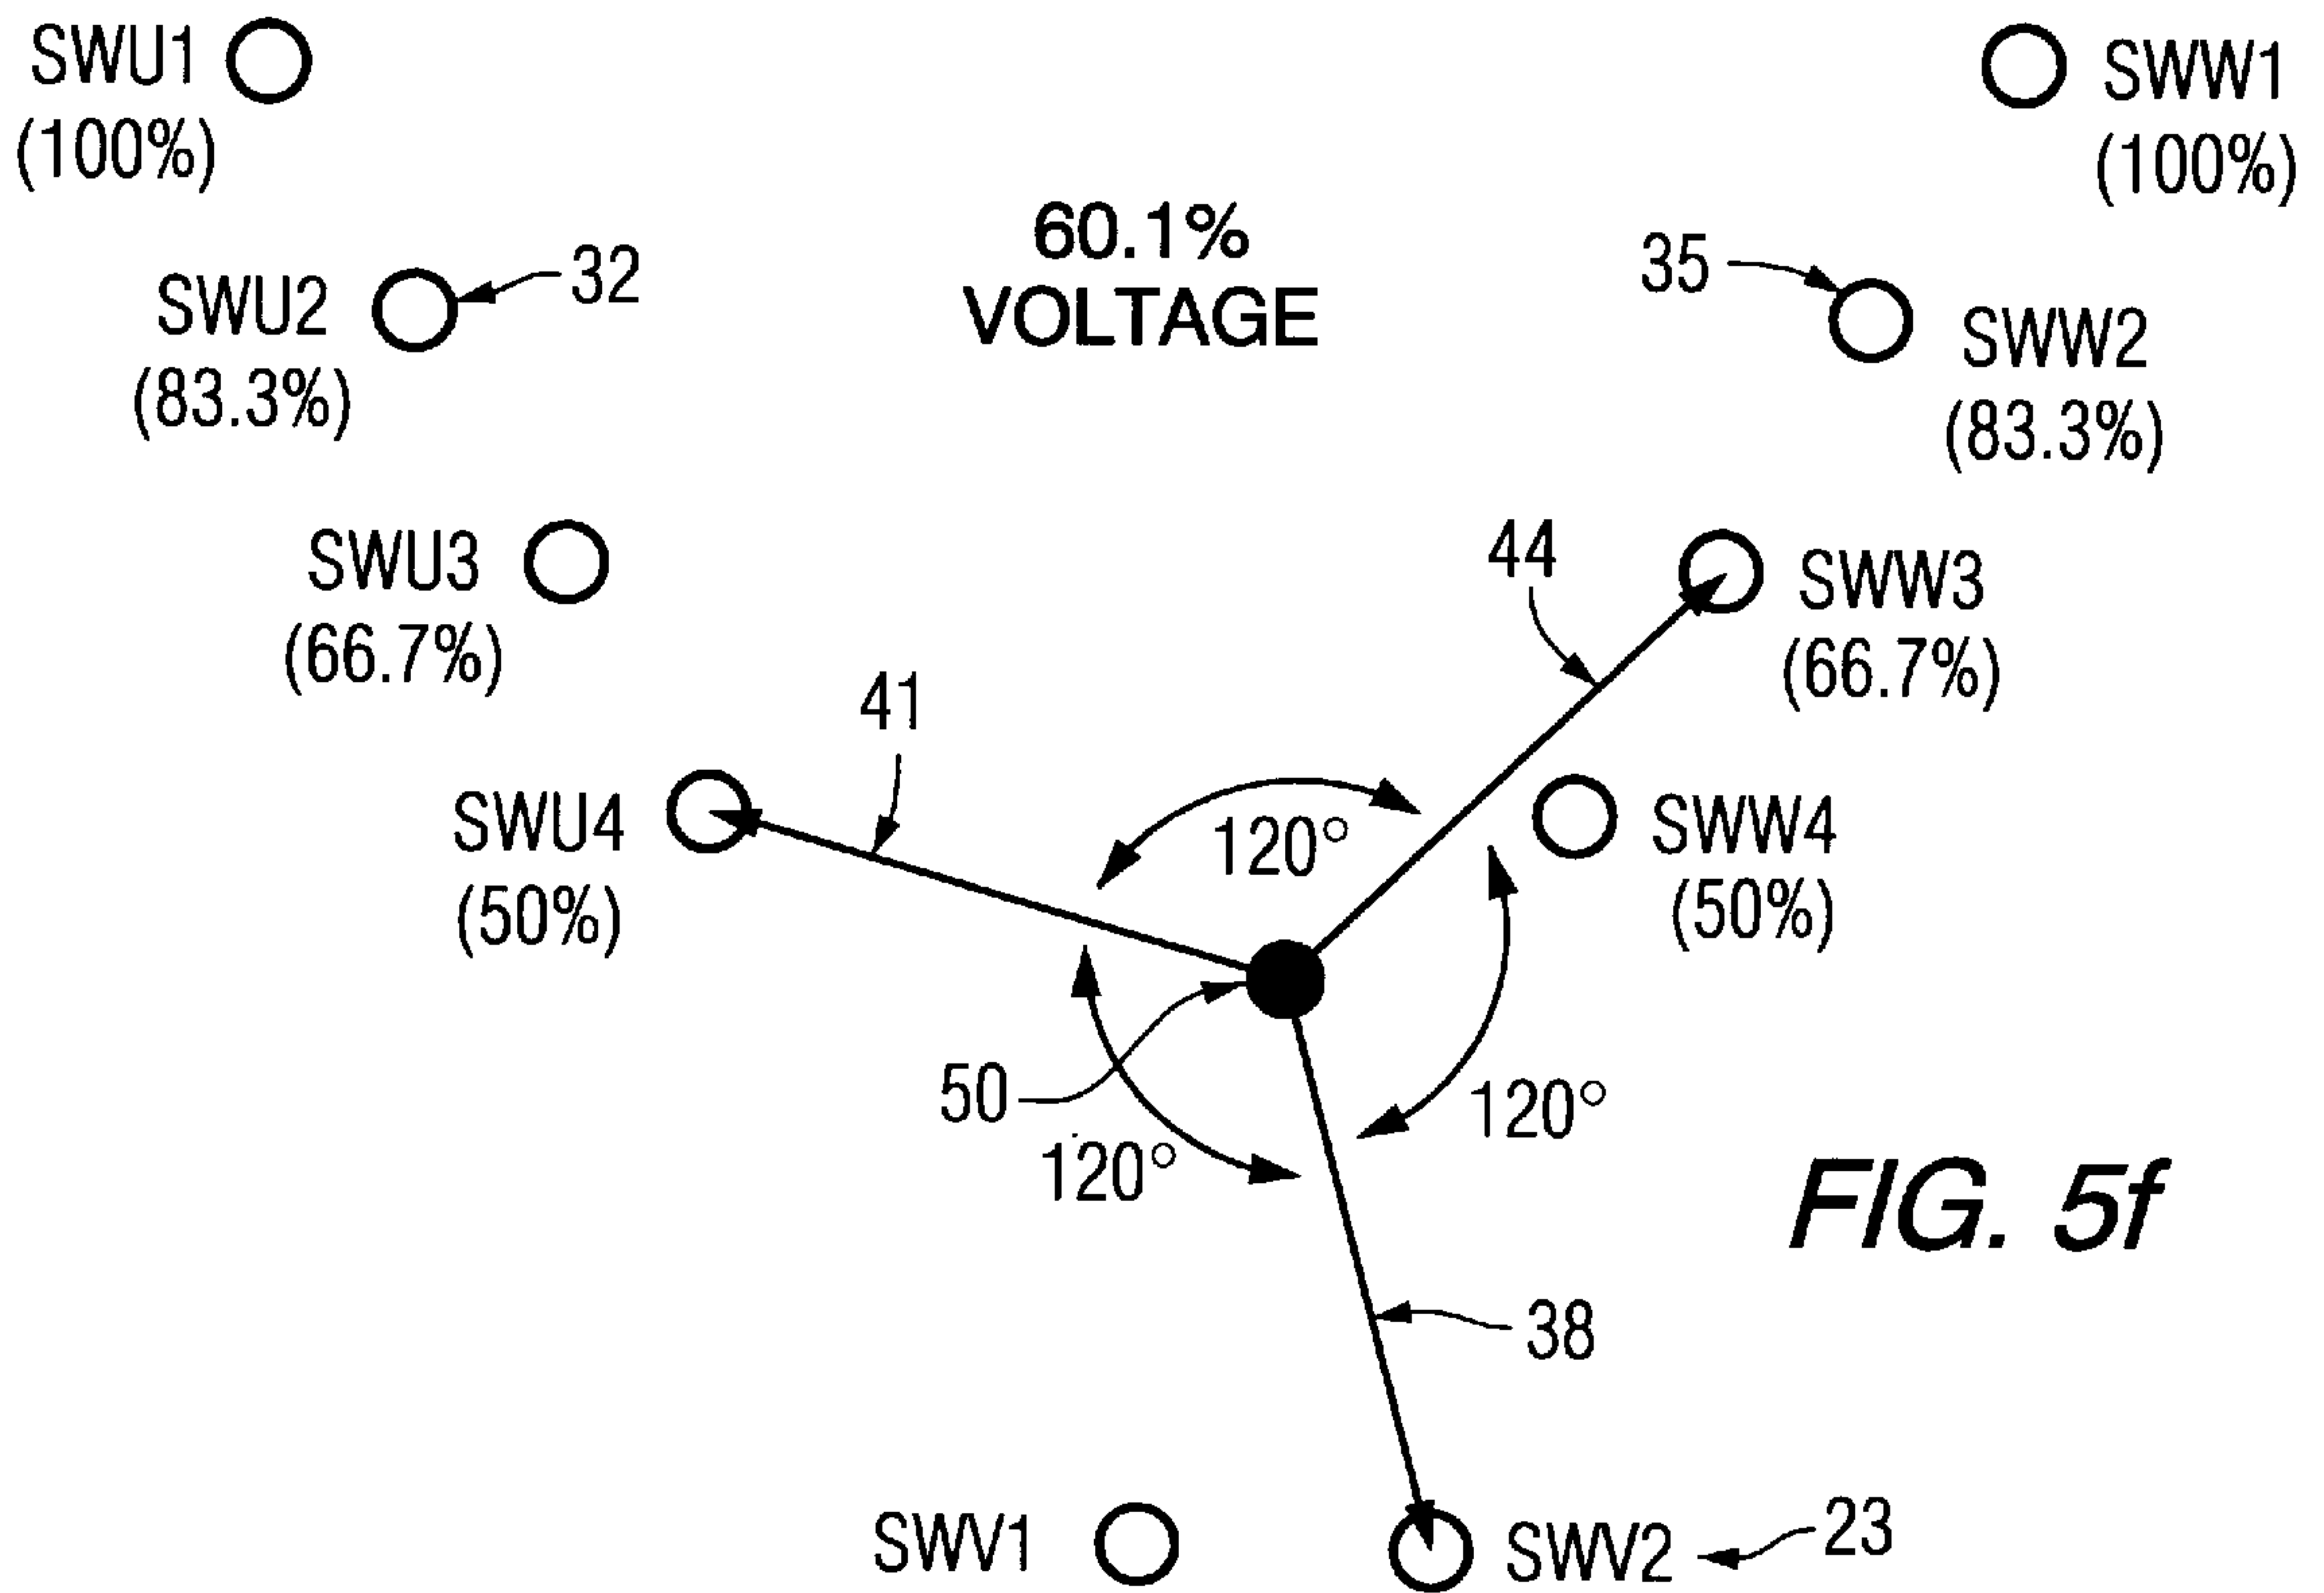 SWU1
(100%)
SWW1
(100%)
60.1%
VOLTAGE
SWU2
(83.3%)
32
35
SWW2
(83.3%)
SWU3
(66.7%)
44
SWW3
(66.7%)
41
SWU4
(50%)
120°
SWW4
(50%)
50
120°
120°
FIG. 5f
38
SWV1
SWV2
23